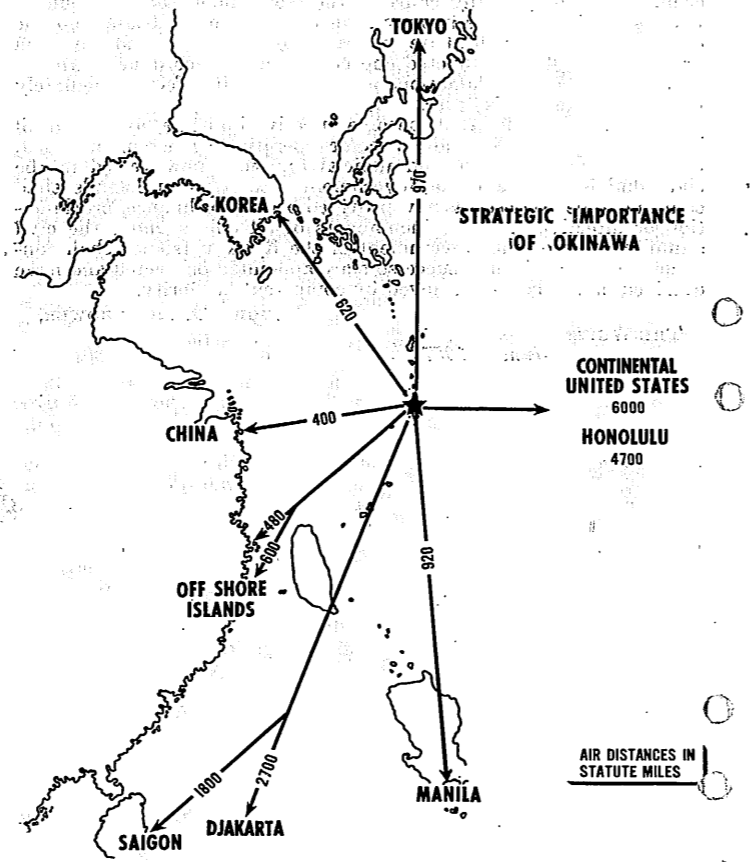 TOKYO
970
KOREA
STRATEGIC IMPORTANCE
OF OKINAWA
620
CONTINENTAL
UNITED STATES
6000
HONOLULU
4700
400
CHINA
480
600
OFF SHORE
ISLANDS
920
1800
2700
AIR DISTANCES IN
STATUTE MILES
MANILA
DJAKARTA
SAIGON